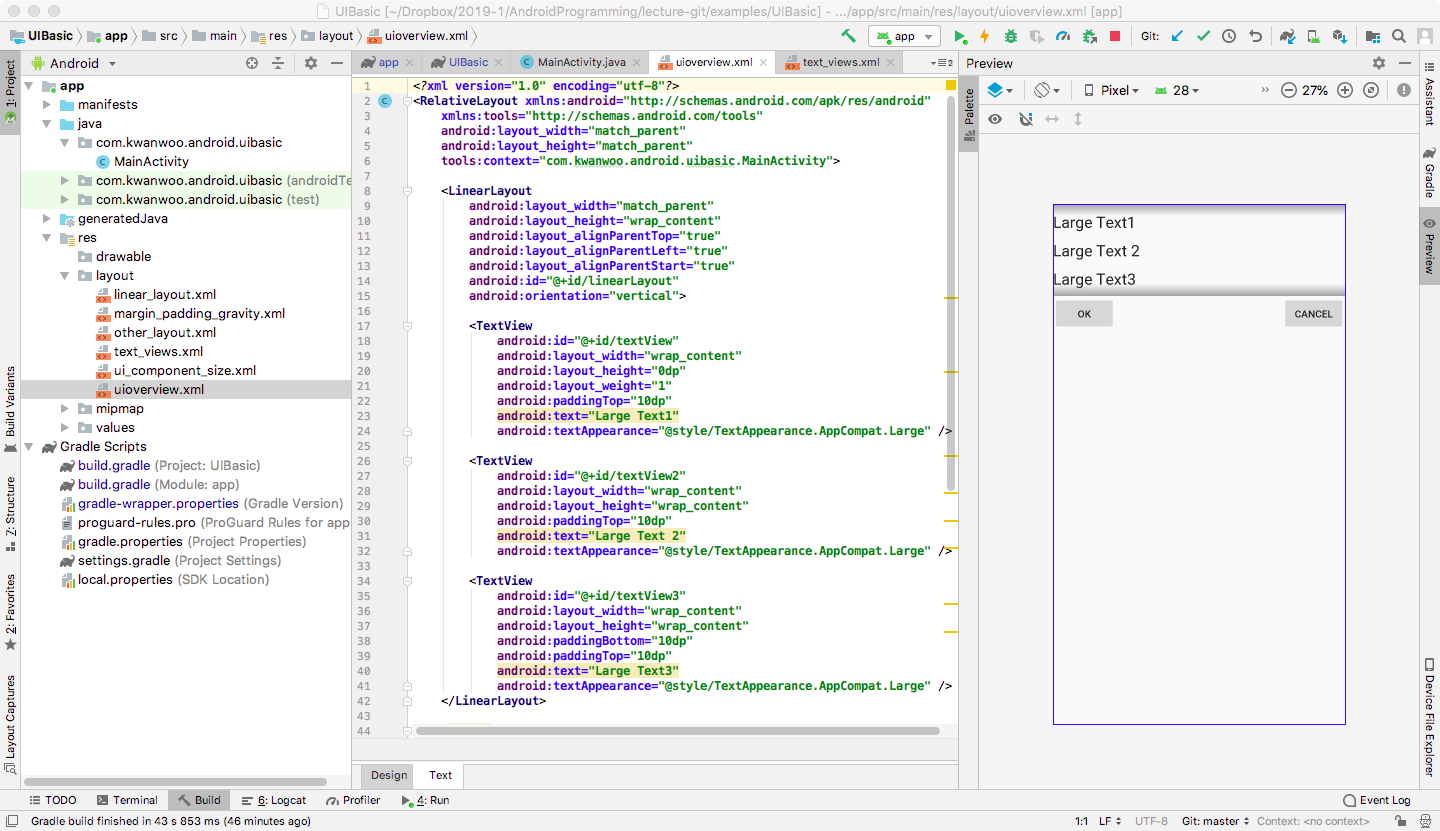 UIBasic [~/Dropbox/2019-1/AndroidProgramming/lecture-git/examples/UIBasic] - .../app/src/main/res/layout/uioverview.xml [app]
UIBasic app src main res layout uioverview.xml
app
Git:
1: Project
Build Variants
Z: Structure
2: Favorites
Layout Captures
Android
app
manifests
java
com.kwanwoo.android.uibasic
MainActivity
com.kwanwoo.android.uibasic (androidTe
com.kwanwoo.android.uibasic (test)
generatedJava
res
drawable
layout
linear_layout.xml
margin_padding_gravity.xml
other_layout.xml
text_views.xml
ui_component_size.xml
uioverview.xml
mipmap
values
Gradle Scripts
build.gradle (Project: UIBasic)
build.gradle (Module: app)
gradle-wrapper.properties (Gradle Version)
proguard-rules.pro (ProGuard Rules for app
gradle.properties (Project Properties)
settings.gradle (Project Settings)
local.properties (SDK Location)
app UIBasic MainActivity.java uioverview.xml text_views.xml 2
1 <?xml version="1.0" encoding="utf-8"?>
2 <RelativeLayout xmlns:android="http://schemas.android.com/apk/res/android"
3 xmlns:tools="http://schemas.android.com/tools"
4 android:layout_width="match_parent"
5 android:layout_height="match_parent"
6 tools:context="com.kwanwoo.android.uibasic.MainActivity">
7
8 <LinearLayout
9 android:layout_width="match_parent"
10 android:layout_height="wrap_content"
11 android:layout_alignParentTop="true"
12 android:layout_alignParentLeft="true"
13 android:layout_alignParentStart="true"
14 android:id="@+id/linearLayout"
15 android:orientation="vertical">
16
17 <TextView
18 android:id="@+id/textView"
19 android:layout_width="wrap_content"
20 android:layout_height="0dp"
21 android:layout_weight="1"
22 android:paddingTop="10dp"
23 android:text="Large Text1"
24 android:textAppearance="@style/TextAppearance.AppCompat.Large" />
25
26 <TextView
27 android:id="@+id/textView2"
28 android:layout_width="wrap_content"
29 android:layout_height="wrap_content"
30 android:paddingTop="10dp"
31 android:text="Large Text 2"
32 android:textAppearance="@style/TextAppearance.AppCompat.Large" />
33
34 <TextView
35 android:id="@+id/textView3"
36 android:layout_width="wrap_content"
37 android:layout_height="wrap_content"
38 android:paddingBottom="10dp"
39 android:paddingTop="10dp"
40 android:text="Large Text3"
41 android:textAppearance="@style/TextAppearance.AppCompat.Large" />
42 </LinearLayout>
43
44
Design Text
Preview
Palette
Pixel 28 27%
Large Text1
Large Text 2
Large Text3
OK CANCEL
Assistant
Gradle
Preview
Device File Explorer
TODO Terminal Build 6: Logcat Profiler 4: Run Event Log
Gradle build finished in 43 s 853 ms (46 minutes ago) 1:1 LF UTF-8 Git: master Context: <no context>